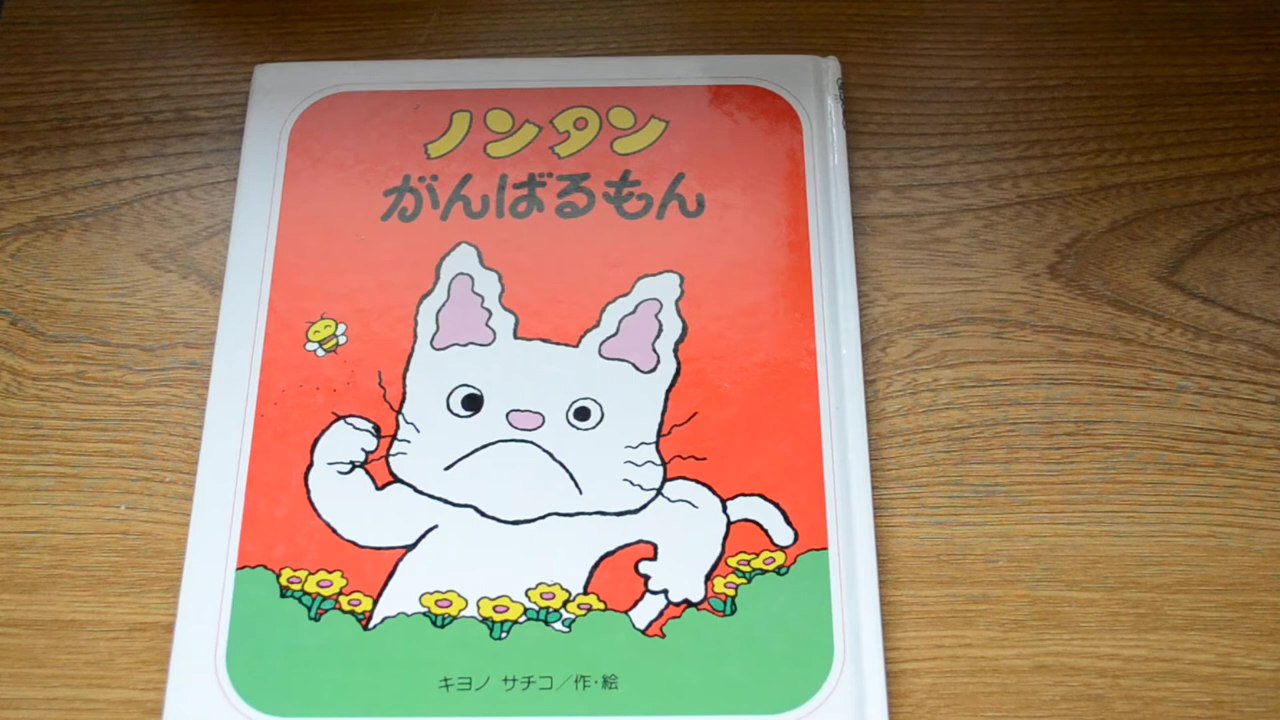 ノンタン
がんばるもん
キヨノ サチコ／作・絵